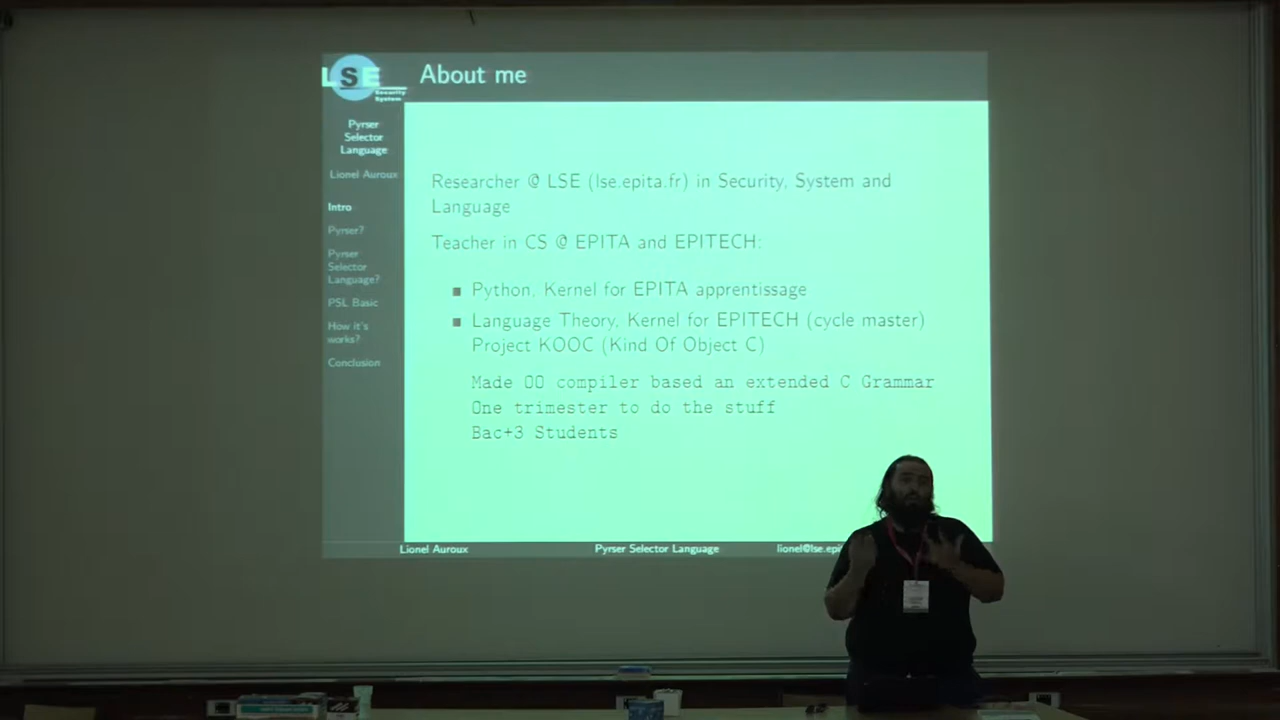 LSE
Security
System
About me
Pyrser
Selector
Language
Lionel Auroux
Intro
Pyrser?
Pyrser
Selector
Language?
PSL Basic
How it's
works?
Conclusion
Researcher @ LSE (lse.epita.fr) in Security, System and
Language
Teacher in CS @ EPITA and EPITECH:
Python, Kernel for EPITA apprentissage
Language Theory, Kernel for EPITECH (cycle master)
Project KOOC (Kind Of Object C)
Made OO compiler based an extended C Grammar
One trimester to do the stuff
Bac+3 Students
Lionel Auroux
Pyrser Selector Language
lionel@lse.epi